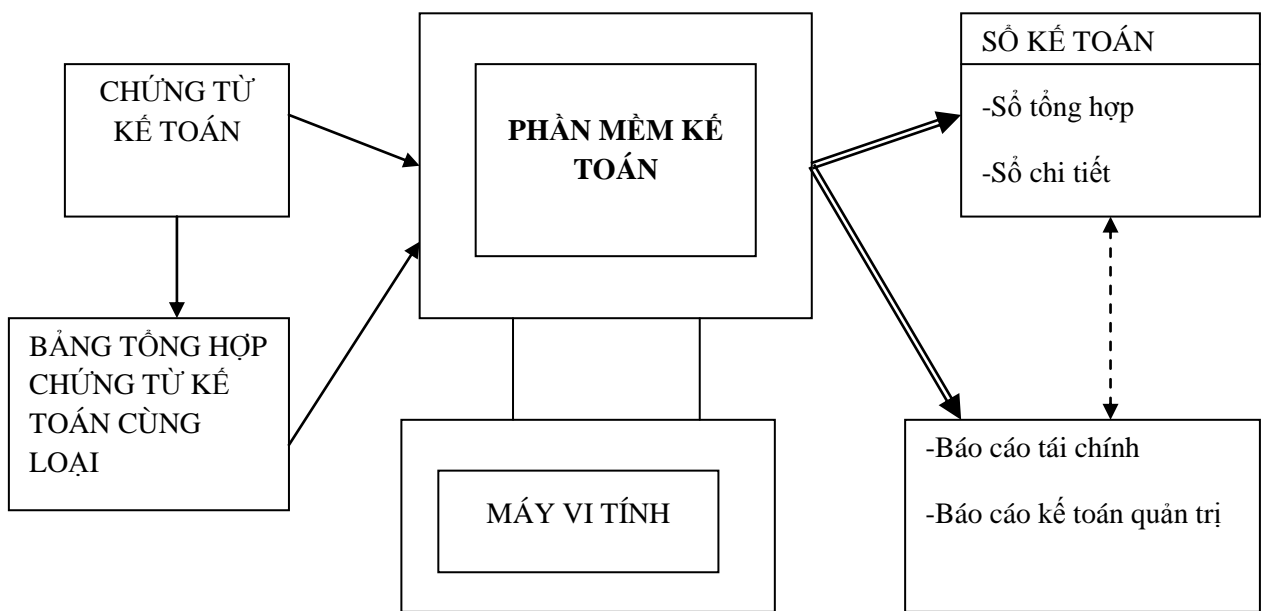 CHỨNG TỪ
KẾ TOÁN
BẢNG TỔNG HỢP
CHỨNG TỪ KẾ
TOÁN CÙNG
LOẠI
PHẦN MỀM KẾ
TOÁN
MÁY VI TÍNH
SỔ KẾ TOÁN
-Sổ tổng hợp
-Sổ chi tiết
-Báo cáo tái chính
-Báo cáo kế toán quản trị